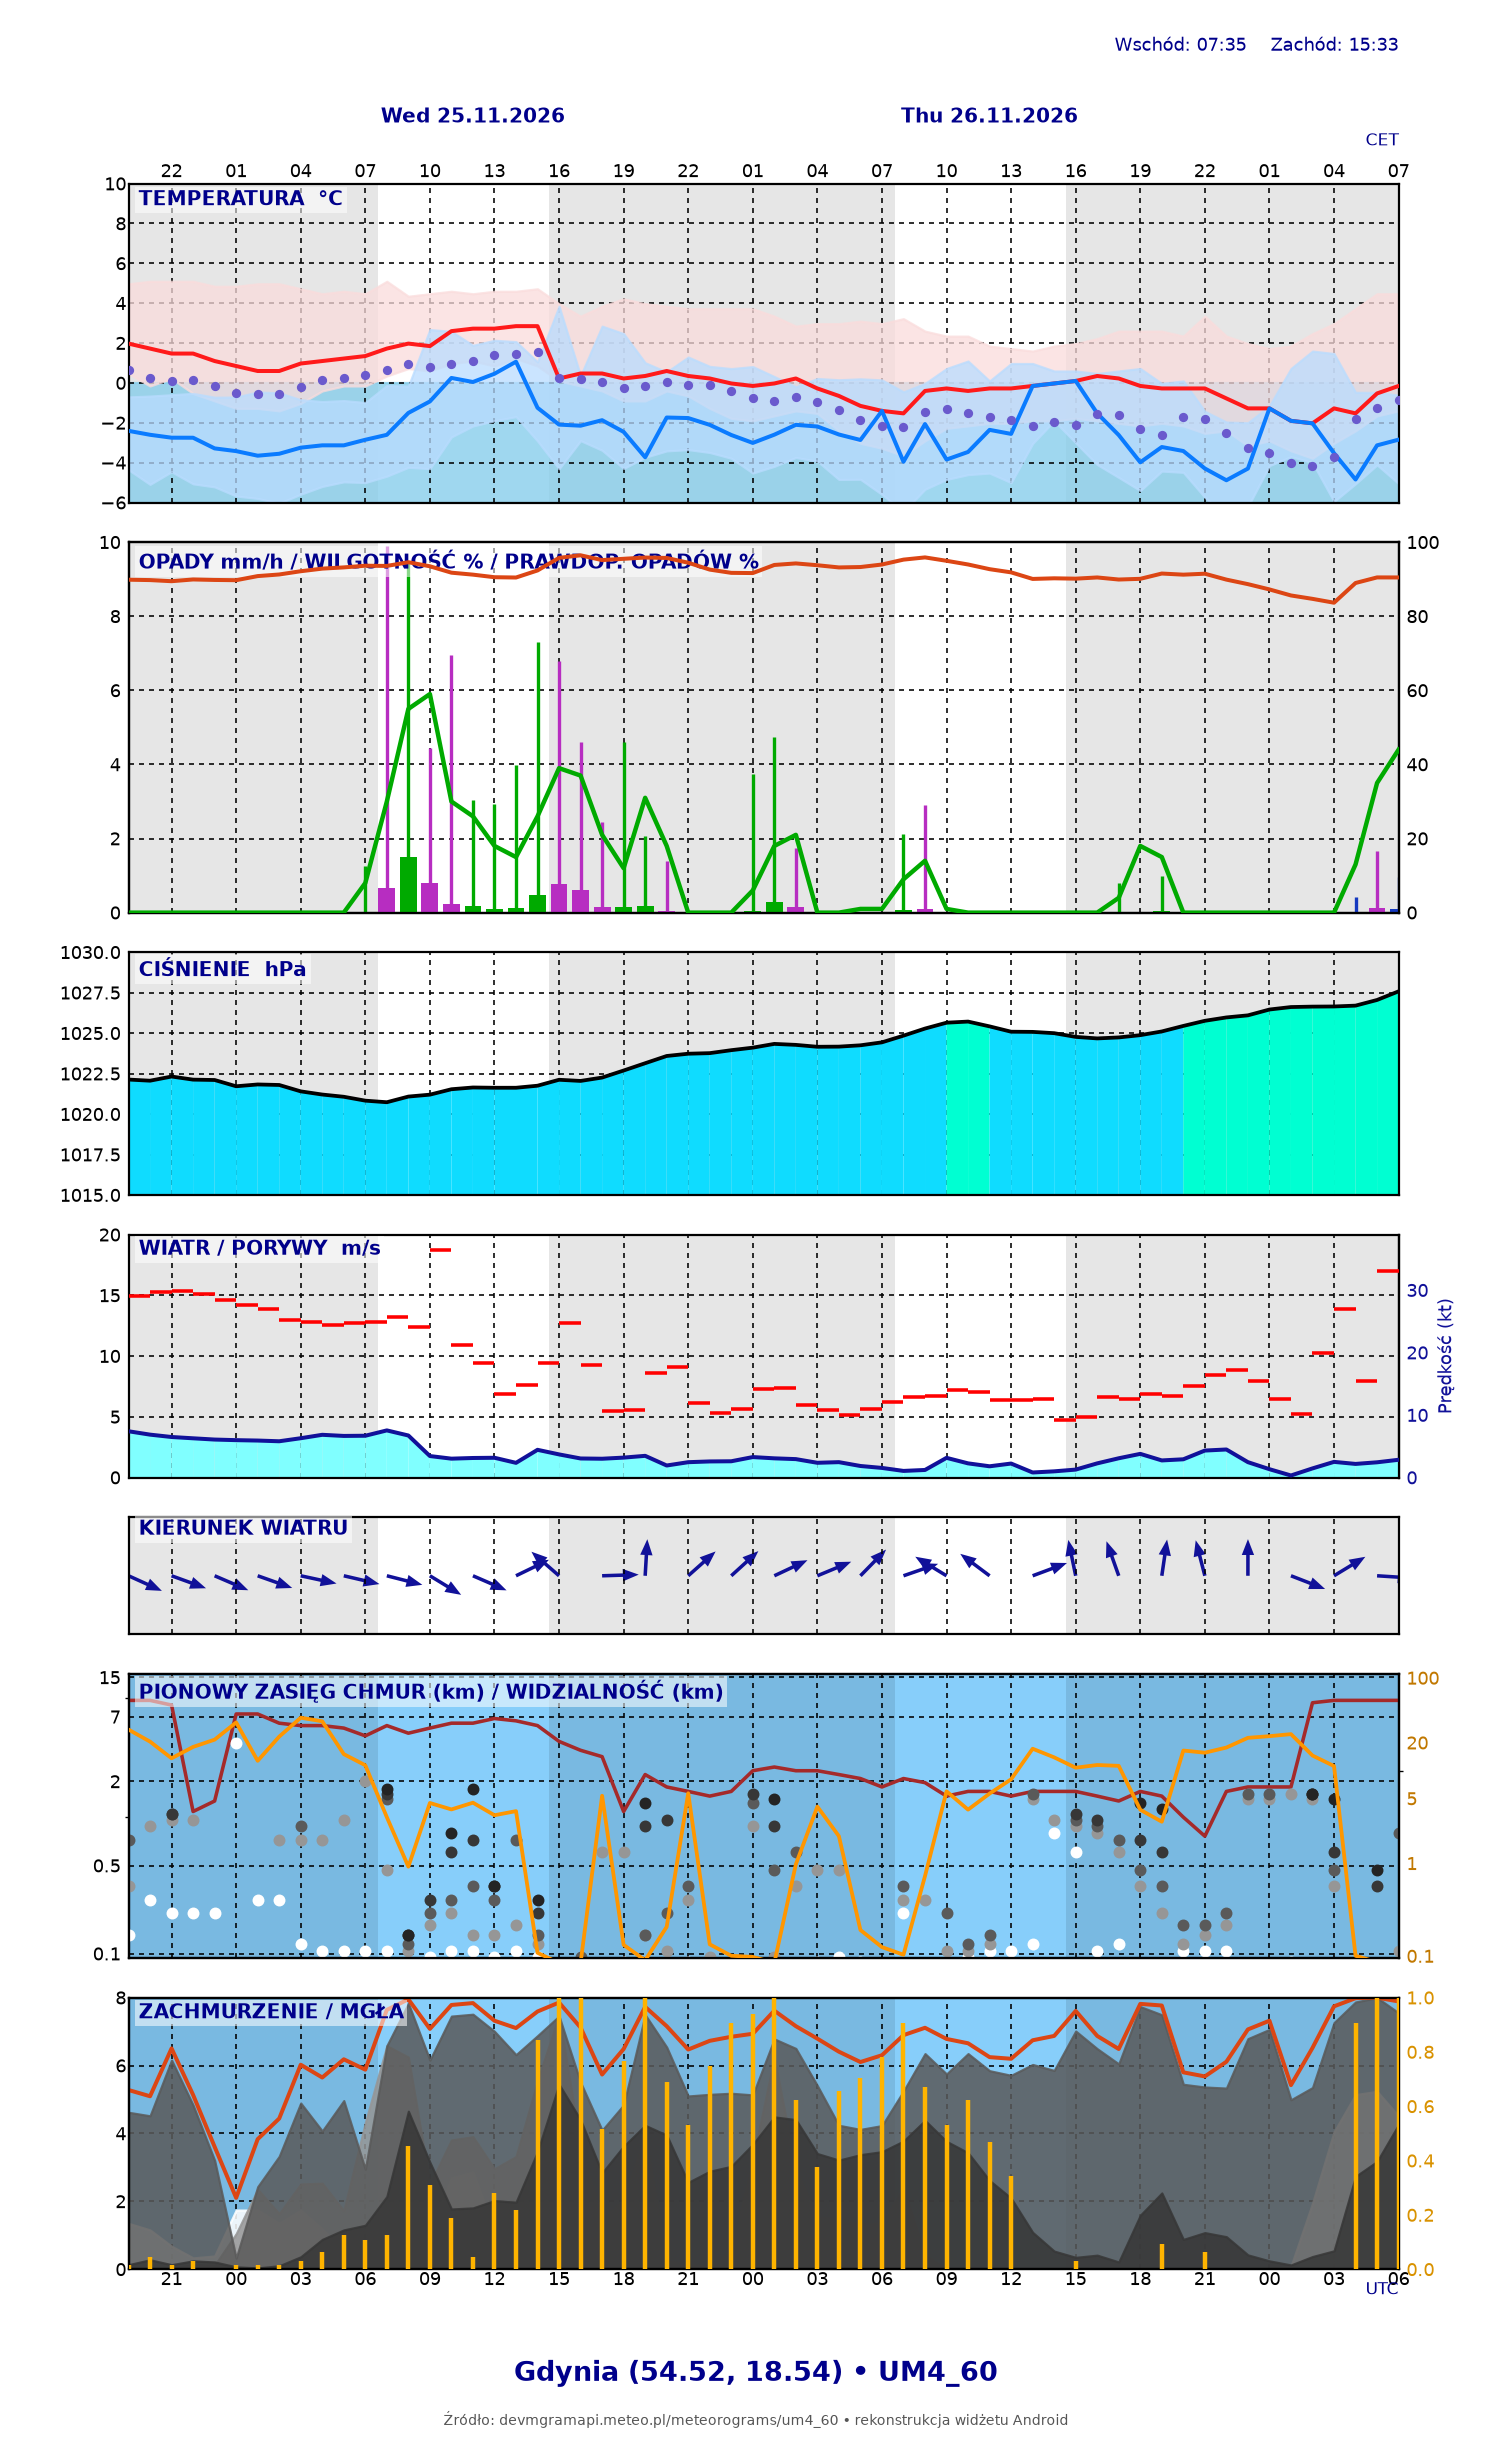 Wschód: 07:35 Zachód: 15:33
Wed 25.11.2026 Thu 26.11.2026
CET
22 01 04 07 10 13 16 19 22 01 04 07 10 13 16 19 22 01 04 07
TEMPERATURA °C
10
8
6
4
2
0
−2
−4
−6
OPADY mm/h / WILGOTNOŚĆ % / PRAWDOP. OPADÓW %
10 100
8 80
6 60
4 40
2 20
0 0
CIŚNIENIE hPa
1030.0
1027.5
1025.0
1022.5
1020.0
1017.5
1015.0
WIATR / PORYWY m/s
20
15 30
10 20
5 10
0 0
Prędkość (kt)
KIERUNEK WIATRU
PIONOWY ZASIĘG CHMUR (km) / WIDZIALNOŚĆ (km)
15 100
7 20
2 5
0.5 1
0.1 0.1
ZACHMURZENIE / MGŁA
8 1.0
6 0.8
0.6
4 0.4
2 0.2
0 0.0
21 00 03 06 09 12 15 18 21 00 03 06 09 12 15 18 21 00 03 06
UTC
Gdynia (54.52, 18.54) • UM4_60
Źródło: devmgramapi.meteo.pl/meteorograms/um4_60 • rekonstrukcja widżetu Android